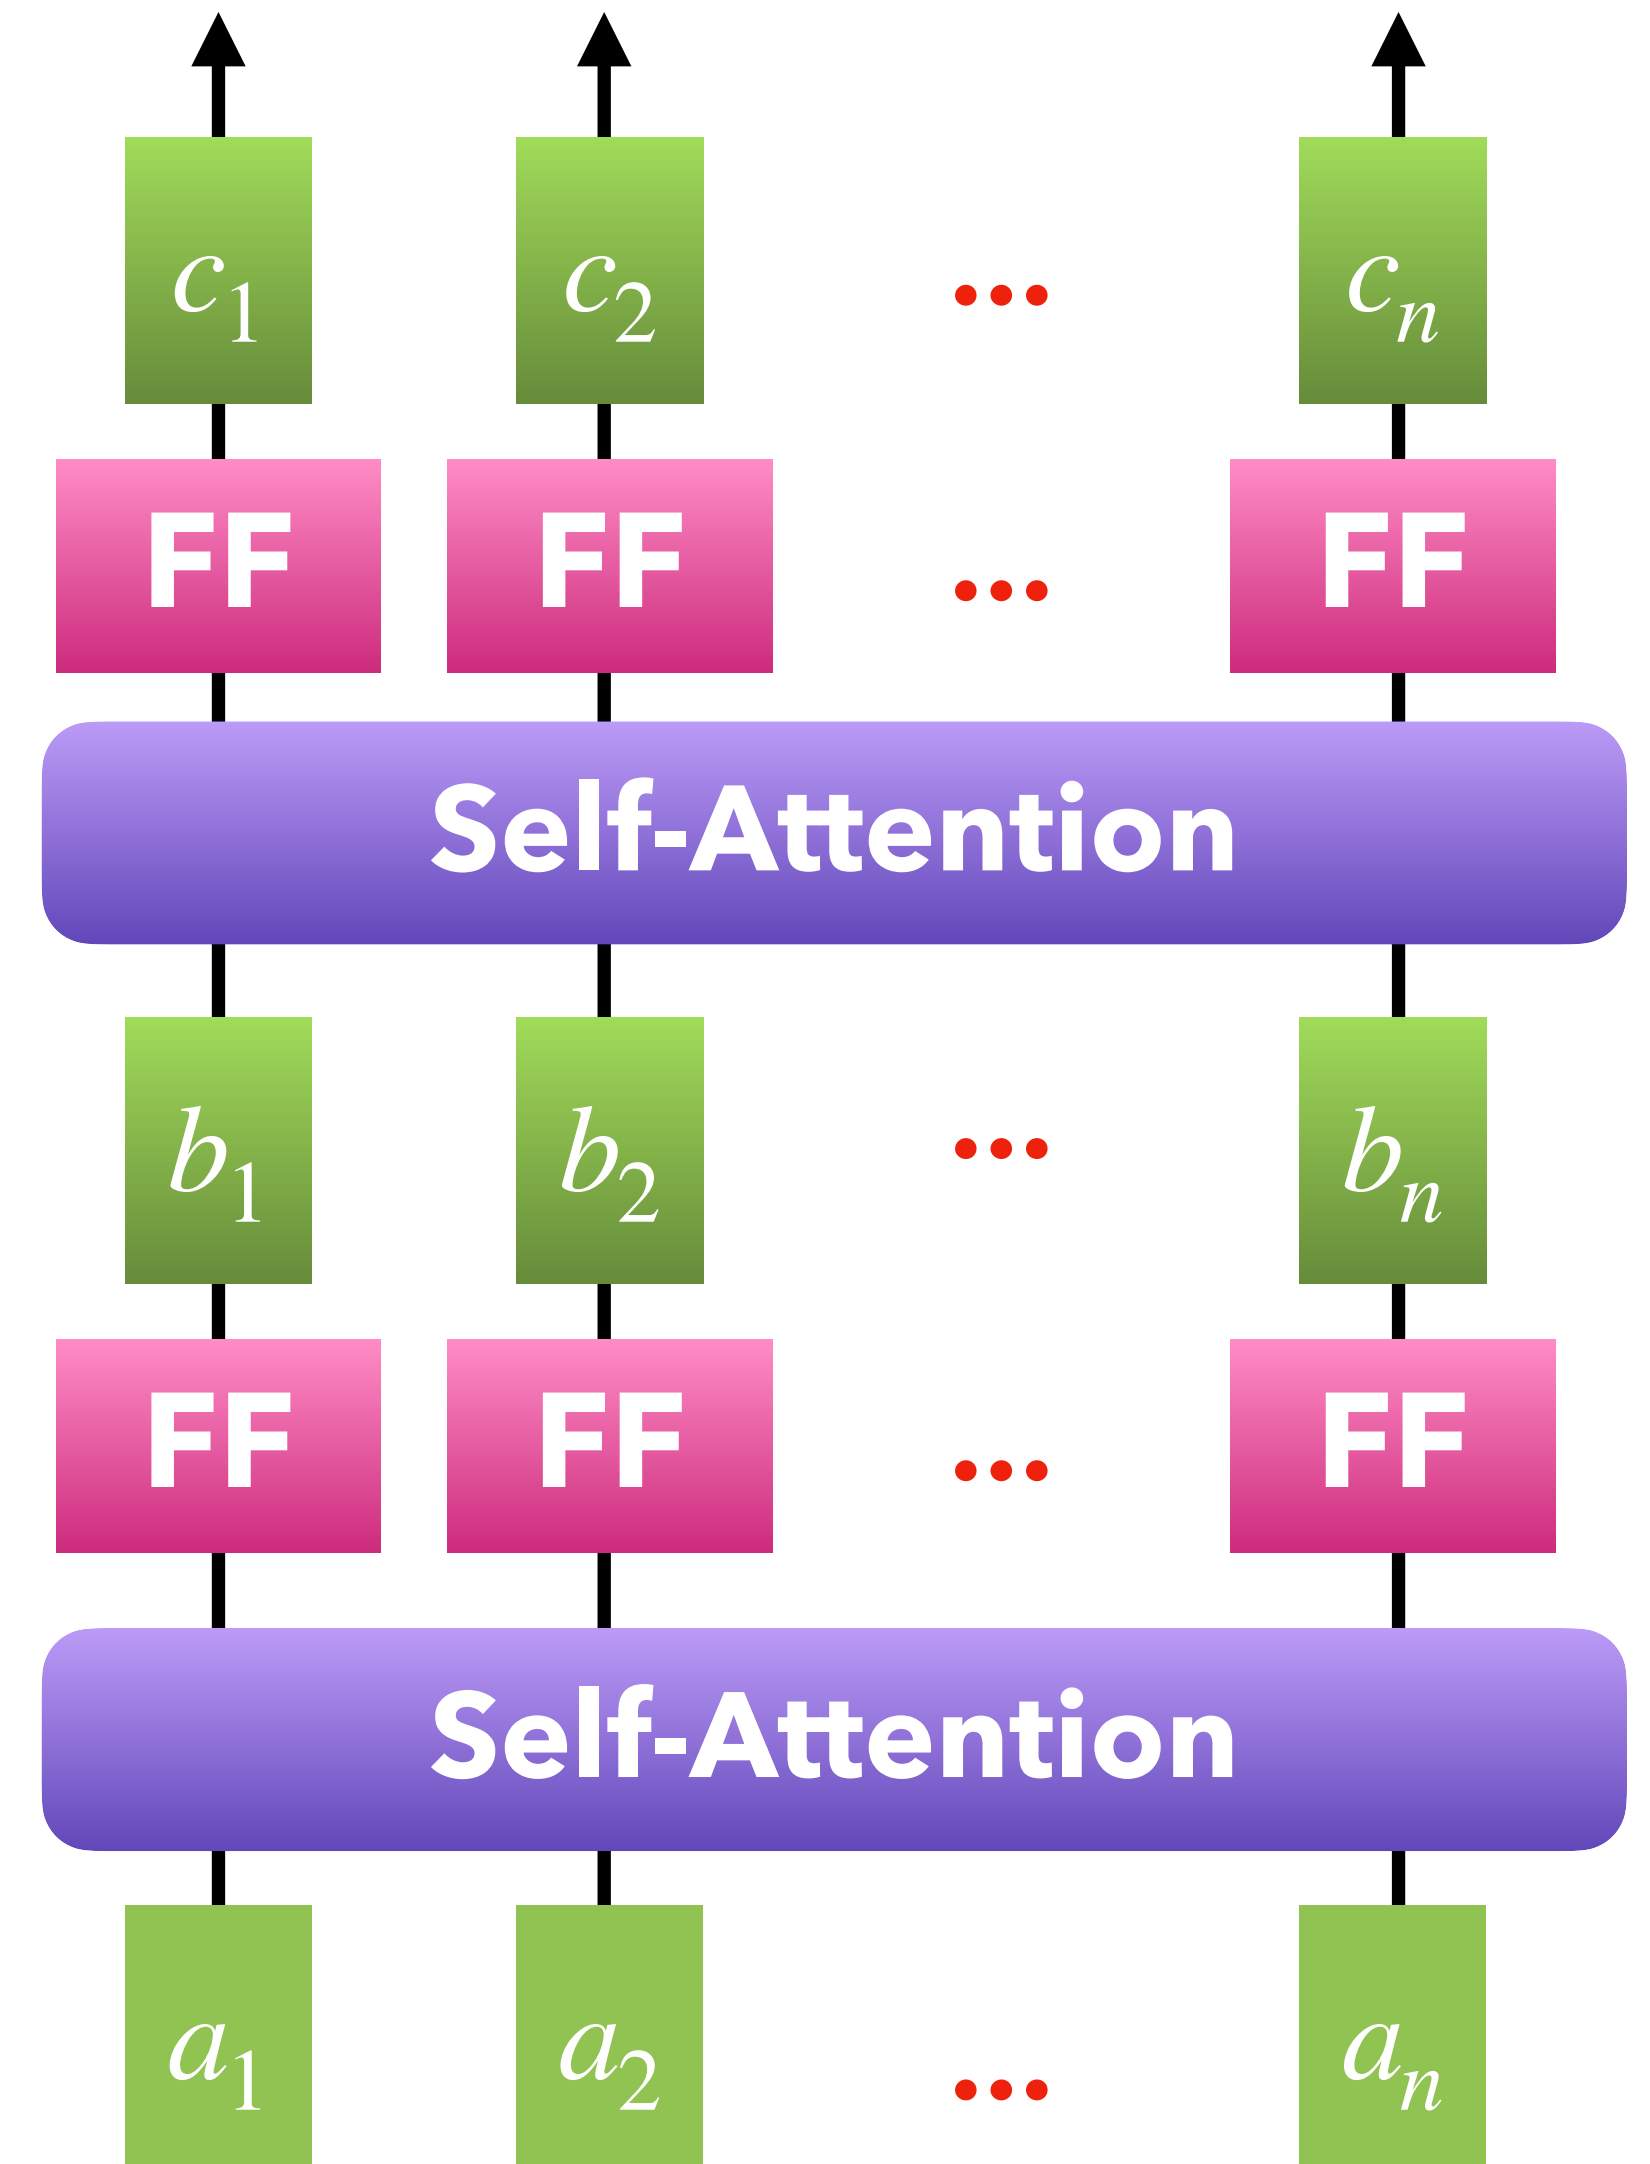 c₁ c₂ ... cₙ
FF FF ... FF
Self-Attention
b₁ b₂ ... bₙ
FF FF ... FF
Self-Attention
a₁ a₂ ... aₙ